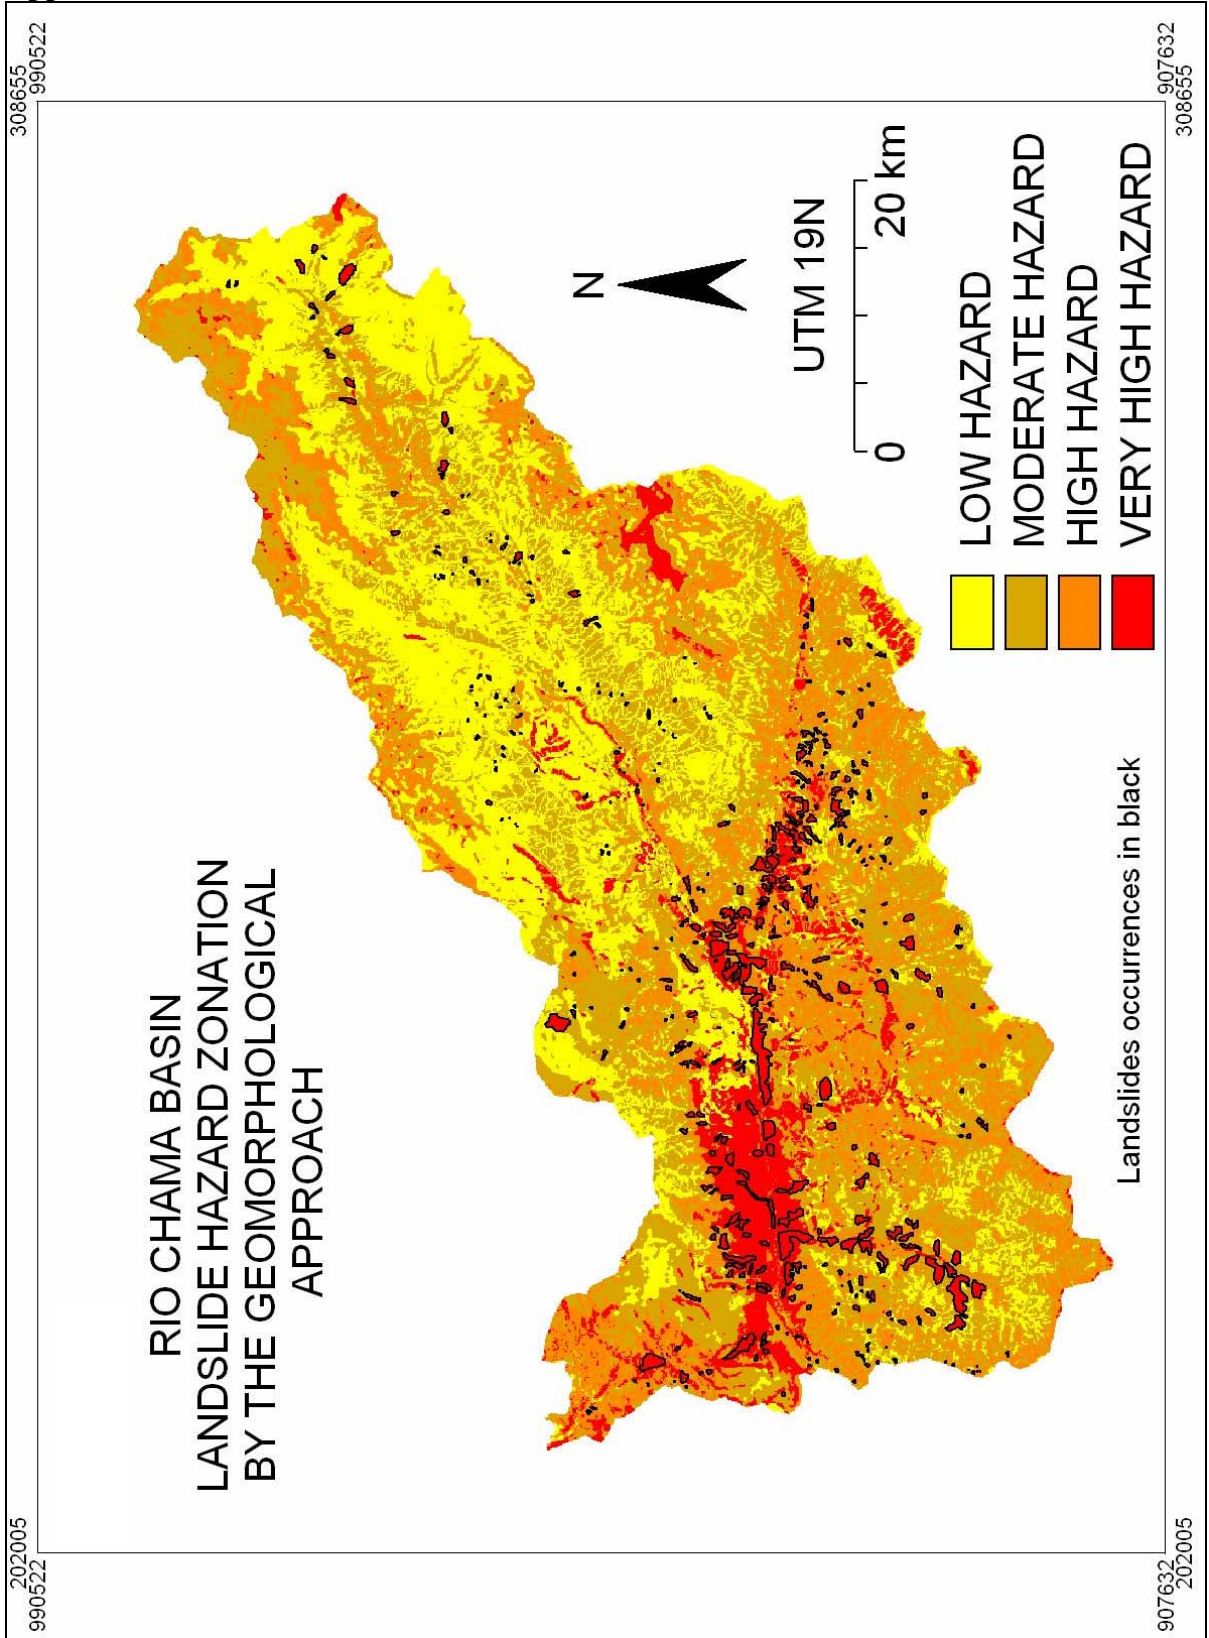 202005
990522
308655
990522
RIO CHAMA BASIN
LANDSLIDE HAZARD ZONATION
BY THE GEOMORPHOLOGICAL
APPROACH
N
UTM 19N
0
20 km
LOW HAZARD
MODERATE HAZARD
HIGH HAZARD
VERY HIGH HAZARD
Landslides occurrences in black
907632
202005
907632
308655